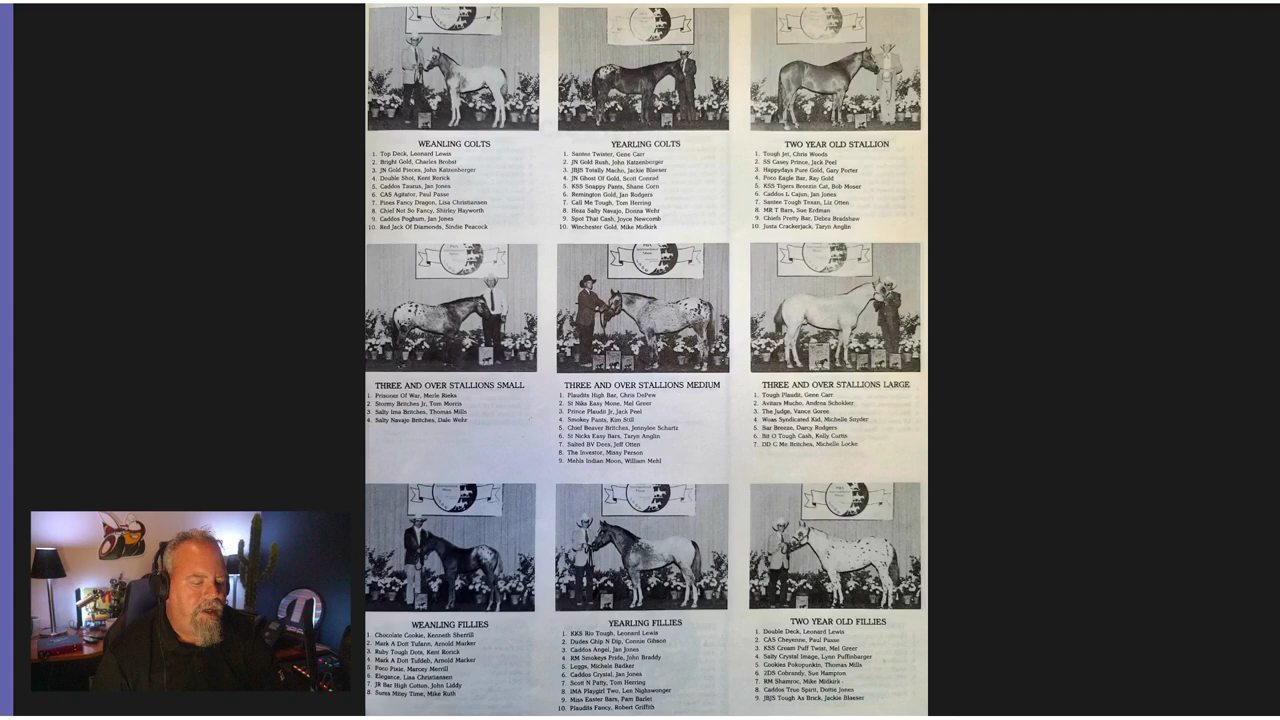 WEANLING COLTS
1. Top Deck, Leonard Lewis
2. Bright Gold, Charles Brobst
3. JN Gold Pieces, John Katzenberger
4. Double Shot, Kent Rorick
5. Caddos Taurus, Jan Jones
6. CAS Agitator, Paul Passe
7. Pines Fancy Dragon, Lisa Christansen
8. Chief Not So Fancy, Shirley Hayworth
9. Caddos Pogham, Jan Jones
10. Red Jack Of Diamonds, Sindie Peacock
YEARLING COLTS
1. Santee Twister, Gene Carr
2. JN Gold Rush, John Katzenberger
3. JBJS Totally Macho, Jackie Blaeser
4. JN Ghost Of Gold, Scott Conrad
5. KSS Snappy Pants, Shane Corn
6. Remington Gold, Jan Rodgers
7. Call Me Tough, Tom Herring
8. Heza Salty Navajo, Donna Wehr
9. Spot That Cash, Joyce Newcomb
10. Winchester Gold, Mike Midkirk
TWO YEAR OLD STALLION
1. Tough Jet, Chris Woods
2. SS Casey Prince, Jack Peel
3. Happydays Pure Gold, Gary Porter
4. Poco Eagle Bar, Ray Gold
5. KSS Tigers Breezin Cat, Bob Moser
6. Caddos L Cajun, Jan Jones
7. Santee Tough Texan, Liz Otten
8. MR T Bars, Sue Erdman
9. Chiefs Pretty Bar, Debra Bradshaw
10. Justa Crackerjack, Taryn Anglin
THREE AND OVER STALLIONS SMALL
1. Prisoner Of War, Merle Rieks
2. Stormy Britches Jr, Tom Morris
3. Salty Ima Britches, Thomas Mills
4. Salty Navajo Britches, Dale Wehr
THREE AND OVER STALLIONS MEDIUM
1. Plaudits High Bar, Chris DePew
2. St Niks Easy Mone, Mel Greer
3. Prince Plaudit Jr, Jack Peel
4. Smokey Pants, Kim Still
5. Chief Beaver Britches, Jennylee Schartz
6. St Nicks Easy Bars, Taryn Anglin
7. Salted BV Dees, Jeff Otten
8. The Investor, Missy Person
9. Mehls Indian Moon, William Mehl
THREE AND OVER STALLIONS LARGE
1. Tough Plaudit, Gene Carr
2. Avitars Mucho, Andrea Schokker
3. The Judge, Vance Goree
4. Woas Syndicated Kid, Michelle Snyder
5. Bar Breeze, Darcy Rodgers
6. Bit O Tough Cash, Kelly Curtis
7. DD C Me Britches, Michelle Locke
WEANLING FILLIES
1. Chocolate Cookie, Kenneth Sherrill
2. Mark A Dott Tufann, Arnold Marker
3. Ruby Tough Dots, Kent Rorick
4. Mark A Dott Tufdeb, Arnold Marker
5. Poco Pixie, Marcey Merrill
6. Elegance, Lisa Christansen
7. JR Bar High Cotton, John Liddy
8. Sures Miley Time, Mike Ruth
YEARLING FILLIES
1. KKS Rio Tough, Leonard Lewis
2. Dudes Chip N Dip, Connie Gibson
3. Caddos Angel, Jan Jones
4. RM Smokeys Pride, John Braddy
5. Leggs, Michele Badker
6. Caddos Crystal, Jan Jones
7. Scott N Patty, Tom Herring
8. IMA Playgirl Two, Len Nighswonger
9. Miss Easter Bars, Pam Barlet
10. Plaudits Fancy, Robert Griffith
TWO YEAR OLD FILLIES
1. Double Deck, Leonard Lewis
2. CAS Cheyenne, Paul Passe
3. KSS Cream Puff Twist, Mel Greer
4. Salty Crystal Image, Lynn Puffinbarger
5. Cookies Pokopunkin, Thomas Mills
6. 2DS Cobrandy, Sue Hampton
7. RM Shamroc, Mike Midkirk
8. Caddos True Spirit, Dottie Jones
9. JBJS Tough As Brick, Jackie Blaeser